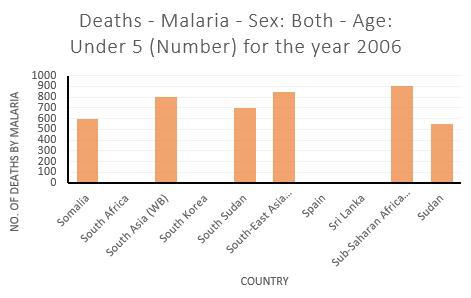 Deaths - Malaria - Sex: Both - Age:
Under 5 (Number) for the year 2006
NO. OF DEATHS BY MALARIA
1000
900
800
700
600
500
400
300
200
100
0
Somalia
South Africa
South Asia (WB)
South Korea
South Sudan
South-East Asia...
Spain
Sri Lanka
Sub-Saharan Africa...
Sudan
COUNTRY